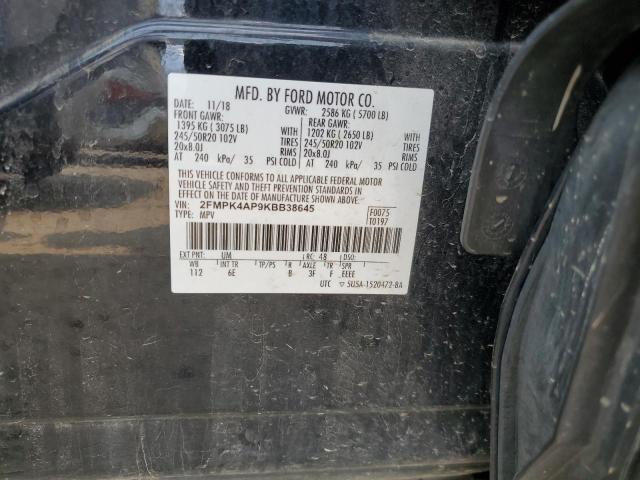 MFD. BY FORD MOTOR CO.
DATE: 11/18 GVWR: 2586 KG ( 5700 LB)
FRONT GAWR: REAR GAWR:
1395 KG ( 3075 LB) WITH 1202 KG ( 2650 LB) WITH
245/50R20 102V TIRES 245/50R20 102V TIRES
20x8.0J RIMS 20x8.0J RIMS
AT 240 kPa/ 35 PSI COLD AT 240 kPa/ 35 PSI COLD
THIS VEHICLE CONFORMS TO ALL APPLICABLE FEDERAL MOTOR
VEHICLE SAFETY AND THEFT PREVENTION STANDARDS IN
EFFECT ON THE DATE OF MANUFACTURE SHOWN ABOVE.
VIN: 2FMPK4AP9KBB38645 F0075
TYPE: MPV T0197
EXT PNT: UM RC: 48 DSO:
WB INT TR TP/PS R AXLE TR SPR
112 6E B 3F F EEEE
UTC ▽ 5USA-1520472-BA